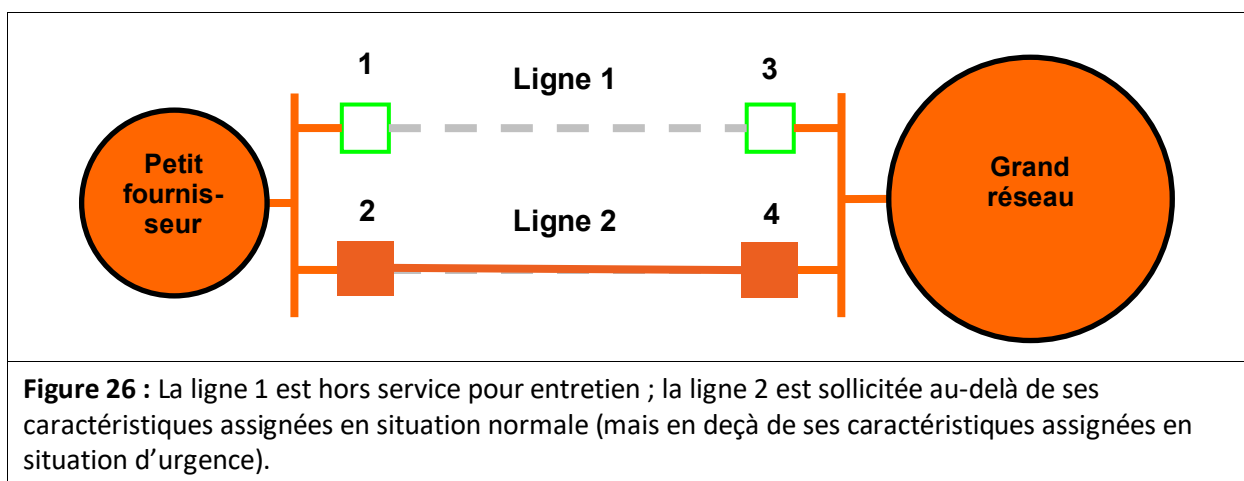 1
Ligne 1
3
Petit
fournis-
seur
Grand
réseau
2
Ligne 2
4
Figure 26 : La ligne 1 est hors service pour entretien ; la ligne 2 est sollicitée au-delà de ses
caractéristiques assignées en situation normale (mais en deçà de ses caractéristiques assignées en
situation d’urgence).